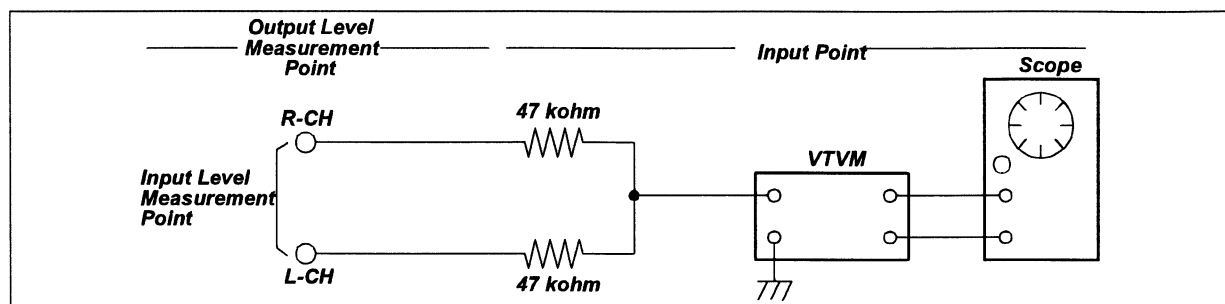 Output Level
Measurement
Point
Input Point
Scope
R-CH
47 kohm
VTVM
Input Level
Measurement
Point
L-CH
47 kohm